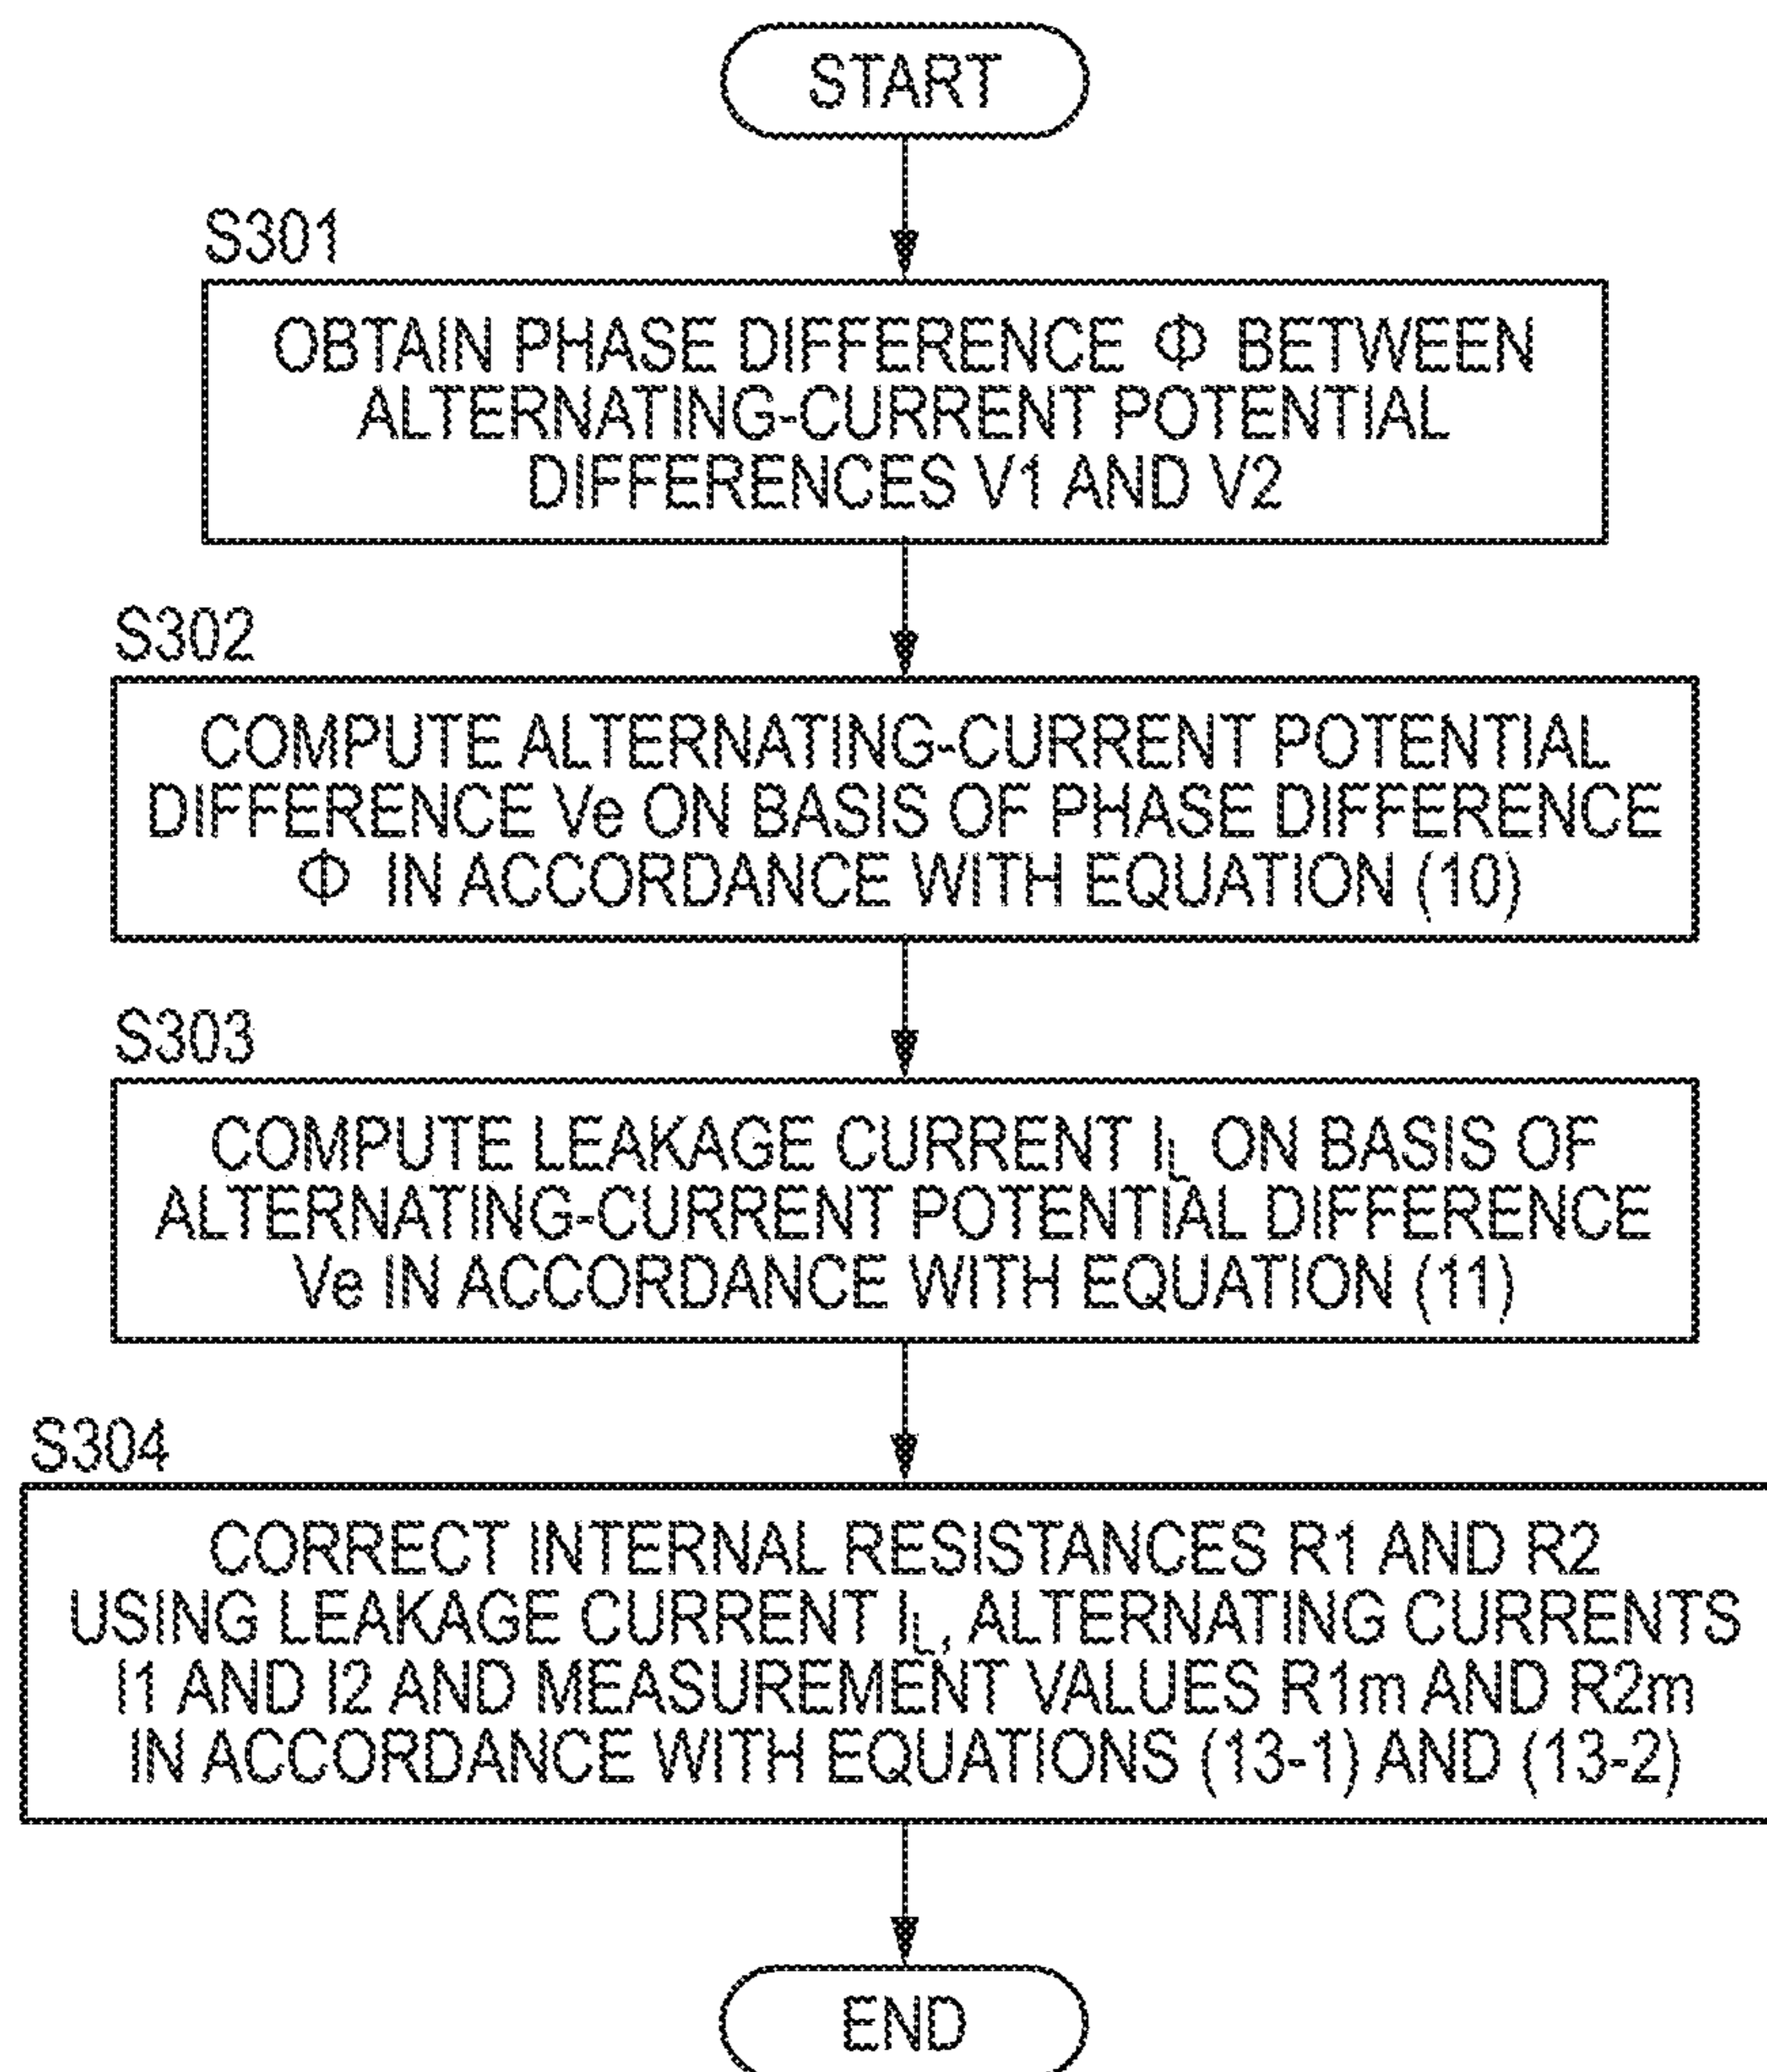 START
S301
OBTAIN PHASE DIFFERENCE Φ BETWEEN
ALTERNATING-CURRENT POTENTIAL
DIFFERENCES V1 AND V2
S302
COMPUTE ALTERNATING-CURRENT POTENTIAL
DIFFERENCE Ve ON BASIS OF PHASE DIFFERENCE
Φ IN ACCORDANCE WITH EQUATION (10)
S303
COMPUTE LEAKAGE CURRENT IL ON BASIS OF
ALTERNATING-CURRENT POTENTIAL DIFFERENCE
Ve IN ACCORDANCE WITH EQUATION (11)
S304
CORRECT INTERNAL RESISTANCES R1 AND R2
USING LEAKAGE CURRENT IL, ALTERNATING CURRENTS
I1 AND I2 AND MEASUREMENT VALUES R1m AND R2m
IN ACCORDANCE WITH EQUATIONS (13-1) AND (13-2)
END